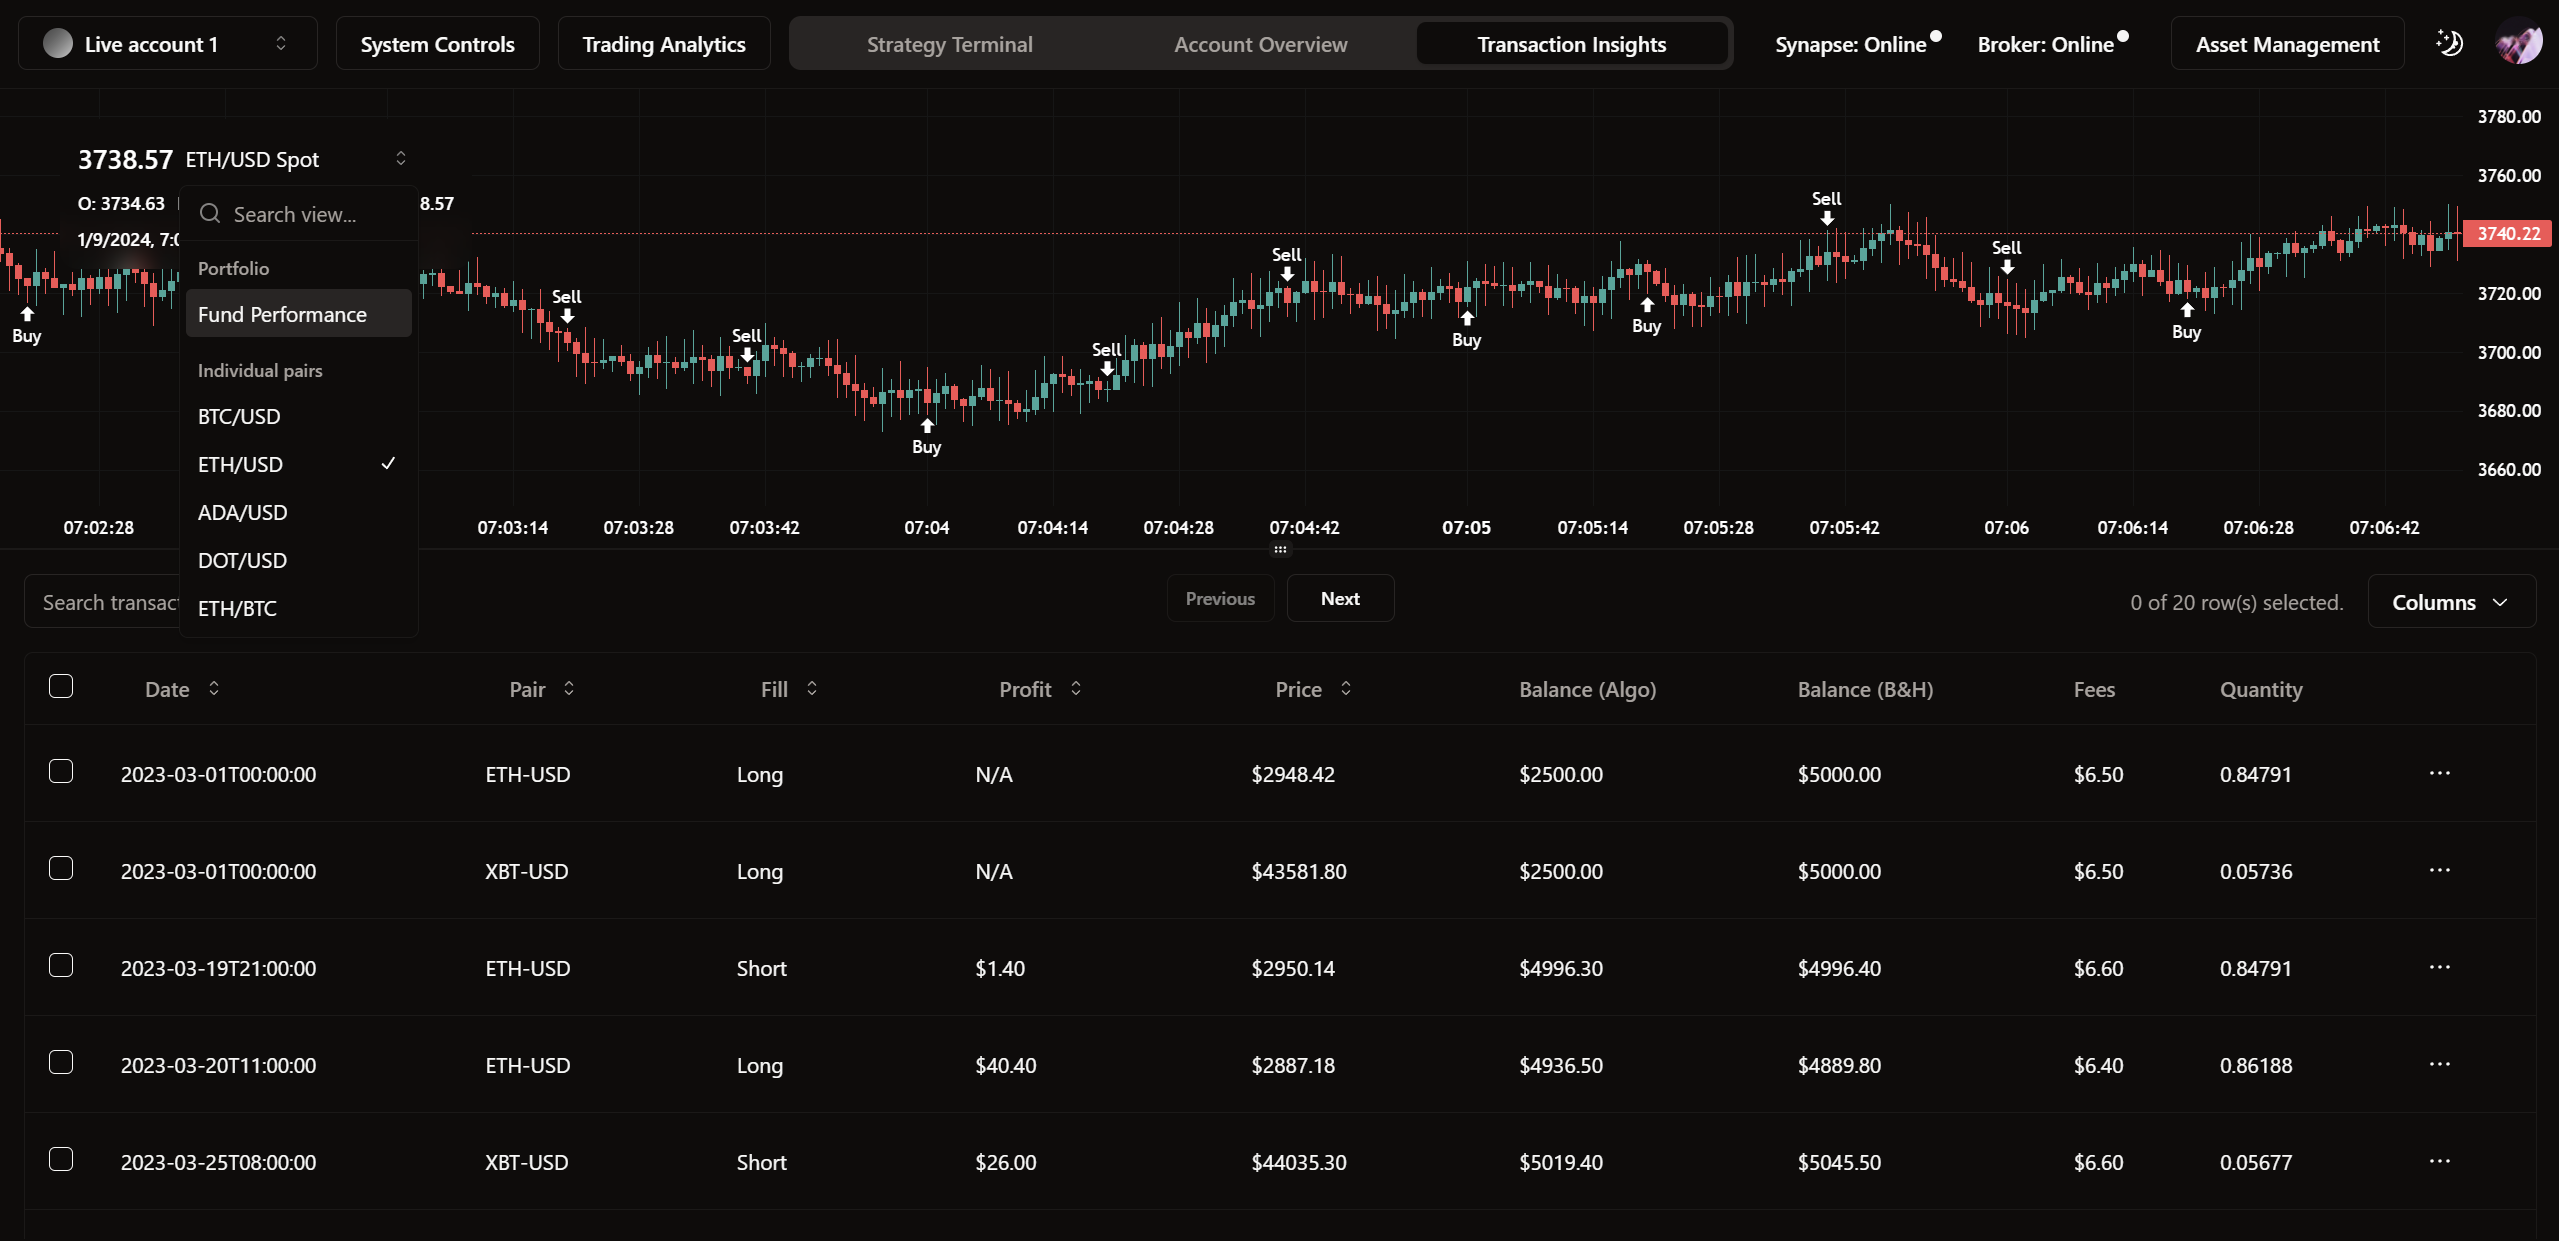 Live account 1 System Controls Trading Analytics Strategy Terminal Account Overview Transaction Insights Synapse: Online Broker: Online Asset Management
3780.00
3738.57 ETH/USD Spot
3760.00
O: 3734.63 8.57
Search view...
3740.22
1/9/2024, 7:0
Portfolio
Fund Performance
Individual pairs
BTC/USD
ETH/USD
ADA/USD
DOT/USD
ETH/BTC
Buy
Sell
Sell
Buy
Sell
Sell
Buy
Buy
Sell
Sell
Buy
3720.00
3700.00
3680.00
3660.00
07:02:28 07:03:14 07:03:28 07:03:42 07:04 07:04:14 07:04:28 07:04:42 07:05 07:05:14 07:05:28 07:05:42 07:06 07:06:14 07:06:28 07:06:42
Search transact Previous Next 0 of 20 row(s) selected. Columns
Date Pair Fill Profit Price Balance (Algo) Balance (B&H) Fees Quantity
2023-03-01T00:00:00 ETH-USD Long N/A $2948.42 $2500.00 $5000.00 $6.50 0.84791 ...
2023-03-01T00:00:00 XBT-USD Long N/A $43581.80 $2500.00 $5000.00 $6.50 0.05736 ...
2023-03-19T21:00:00 ETH-USD Short $1.40 $2950.14 $4996.30 $4996.40 $6.60 0.84791 ...
2023-03-20T11:00:00 ETH-USD Long $40.40 $2887.18 $4936.50 $4889.80 $6.40 0.86188 ...
2023-03-25T08:00:00 XBT-USD Short $26.00 $44035.30 $5019.40 $5045.50 $6.60 0.05677 ...